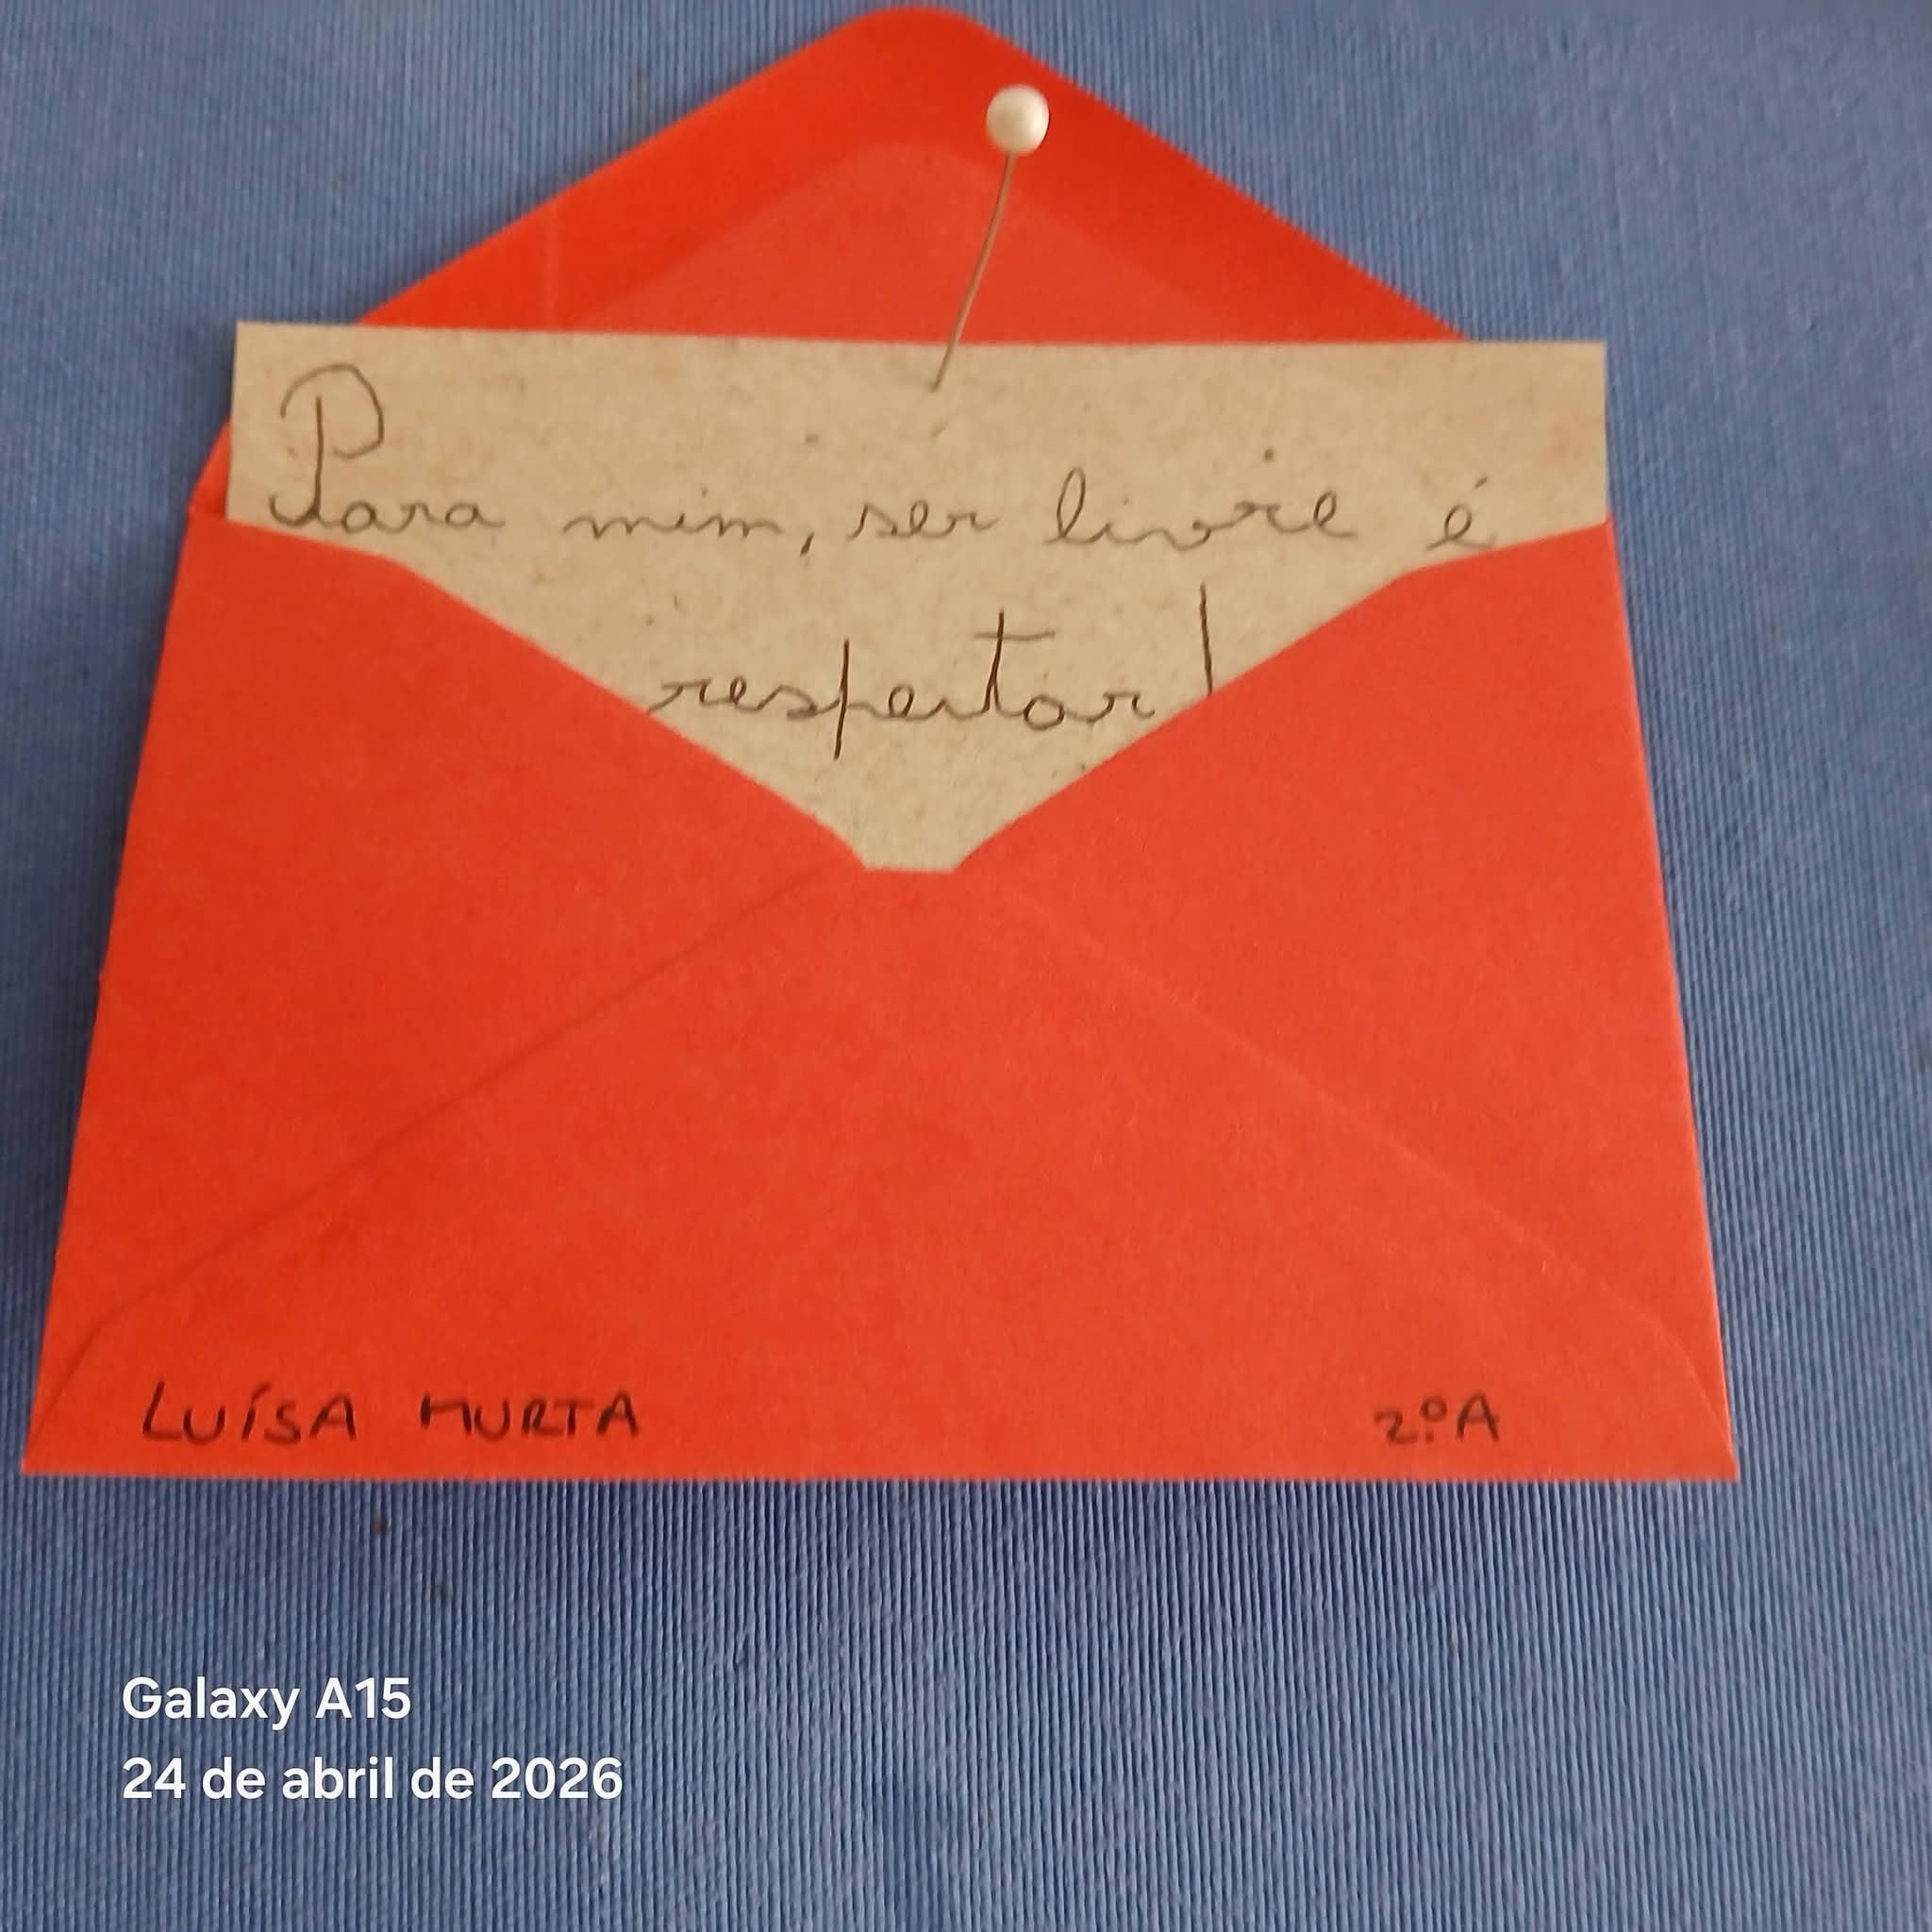 Para mim, ser livre é
respeitar!
LUÍSA MURTA 2.ºA
Galaxy A15
24 de abril de 2026